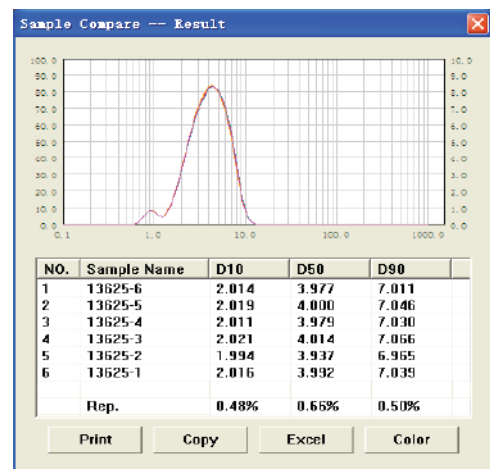 Sample Compare -- Result
100.0 10.0
90.0 9.0
80.0 8.0
70.0 7.0
60.0 6.0
50.0 5.0
40.0 4.0
30.0 3.0
20.0 2.0
10.0 1.0
0.0 0.0
0.1 1.0 10.0 100.0 1000.0
NO. Sample Name D10 D50 D90
1 13625-6 2.014 3.977 7.011
2 13625-5 2.019 4.000 7.046
3 13625-4 2.011 3.979 7.030
4 13625-3 2.021 4.014 7.066
5 13625-2 1.994 3.937 6.965
6 13625-1 2.016 3.992 7.039
Rep. 0.48% 0.66% 0.50%
Print Copy Excel Color